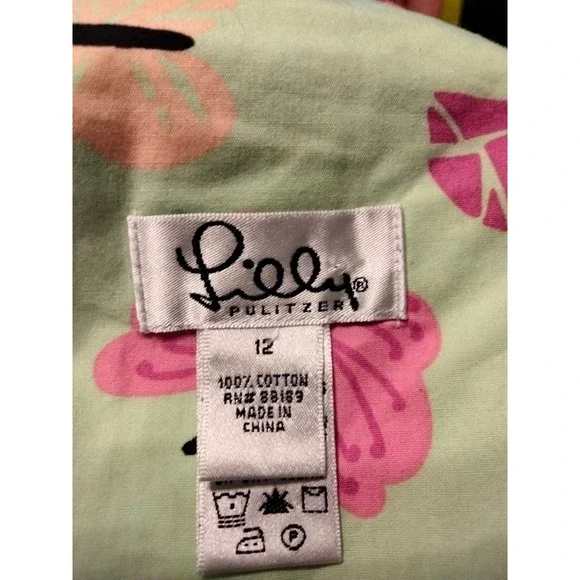 Lilly®
PULITZER
12
100% COTTON
RN# 88189
MADE IN
CHINA
P